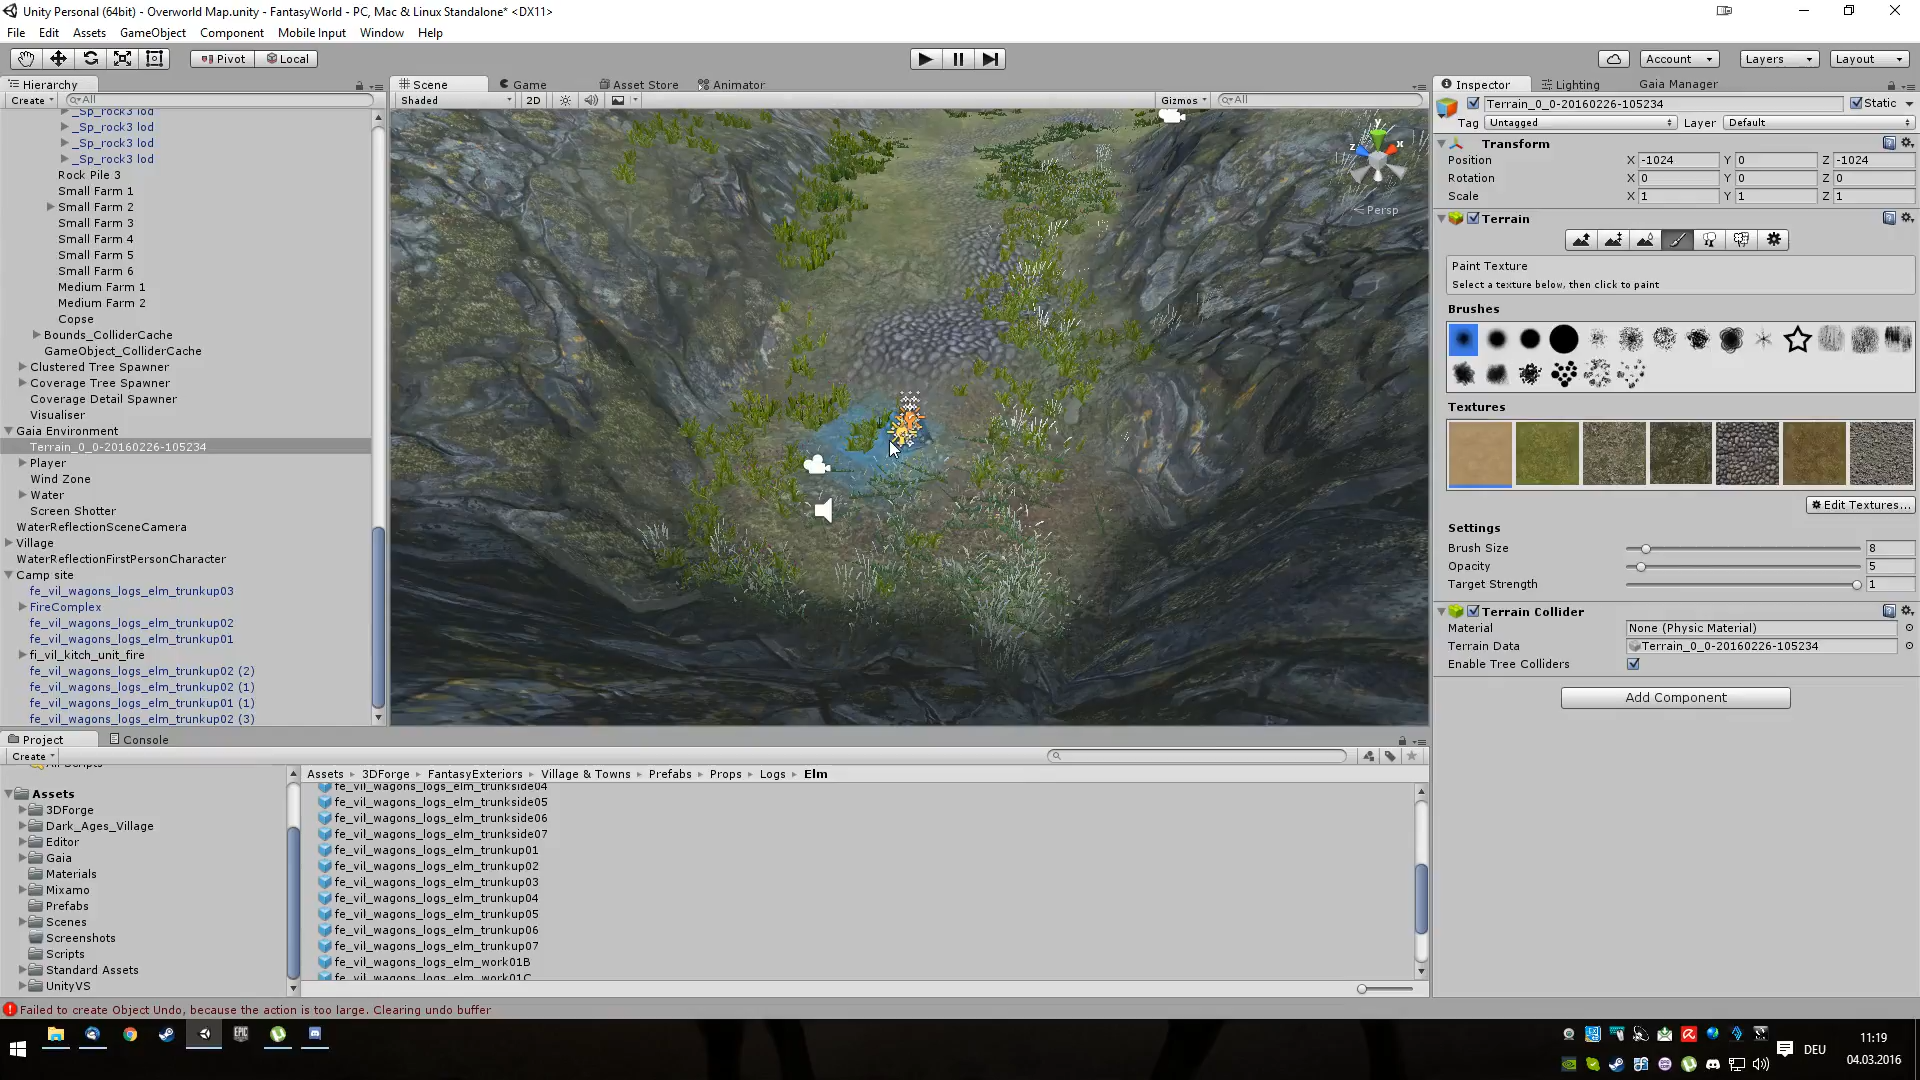 Unity Personal (64bit) - Overworld Map.unity - FantasyWorld - PC, Mac & Linux Standalone* <DX11>
File Edit Assets GameObject Component Mobile Input Window Help
Pivot Local Account Layers Layout
Hierarchy
Create All
_Sp_rock3 lod
_Sp_rock3 lod
_Sp_rock3 lod
_Sp_rock3 lod
Rock Pile 3
Small Farm 1
Small Farm 2
Small Farm 3
Small Farm 4
Small Farm 5
Small Farm 6
Medium Farm 1
Medium Farm 2
Copse
Bounds_ColliderCache
GameObject_ColliderCache
Clustered Tree Spawner
Coverage Tree Spawner
Coverage Detail Spawner
Visualiser
Gaia Environment
Terrain_0_0-20160226-105234
Player
Wind Zone
Water
Screen Shotter
WaterReflectionSceneCamera
Village
WaterReflectionFirstPersonCharacter
Camp site
fe_vil_wagons_logs_elm_trunkup03
FireComplex
fe_vil_wagons_logs_elm_trunkup02
fe_vil_wagons_logs_elm_trunkup01
fi_vil_kitch_unit_fire
fe_vil_wagons_logs_elm_trunkup02 (2)
fe_vil_wagons_logs_elm_trunkup02 (1)
fe_vil_wagons_logs_elm_trunkup01 (1)
fe_vil_wagons_logs_elm_trunkup02 (3)
Scene Game Asset Store Animator
Shaded 2D Gizmos All
y
x
z
Persp
Inspector Lighting Gaia Manager
Terrain_0_0-20160226-105234 Static
Tag Untagged Layer Default
Transform
Position X -1024 Y 0 Z -1024
Rotation X 0 Y 0 Z 0
Scale X 1 Y 1 Z 1
Terrain
Paint Texture
Select a texture below, then click to paint
Brushes
Textures
Edit Textures...
Settings
Brush Size 8
Opacity 5
Target Strength 1
Terrain Collider
Material None (Physic Material)
Terrain Data Terrain_0_0-20160226-105234
Enable Tree Colliders
Add Component
Project Console
Create
All Scripts
Assets
3DForge
Dark_Ages_Village
Editor
Gaia
Materials
Mixamo
Prefabs
Scenes
Screenshots
Scripts
Standard Assets
UnityVS
Assets 3DForge FantasyExteriors Village & Towns Prefabs Props Logs Elm
fe_vil_wagons_logs_elm_trunkside04
fe_vil_wagons_logs_elm_trunkside05
fe_vil_wagons_logs_elm_trunkside06
fe_vil_wagons_logs_elm_trunkside07
fe_vil_wagons_logs_elm_trunkup01
fe_vil_wagons_logs_elm_trunkup02
fe_vil_wagons_logs_elm_trunkup03
fe_vil_wagons_logs_elm_trunkup04
fe_vil_wagons_logs_elm_trunkup05
fe_vil_wagons_logs_elm_trunkup06
fe_vil_wagons_logs_elm_trunkup07
fe_vil_wagons_logs_elm_work01B
fe_vil_wagons_logs_elm_work01C
Failed to create Object Undo, because the action is too large. Clearing undo buffer
EPIC
DEU
11:19
04.03.2016